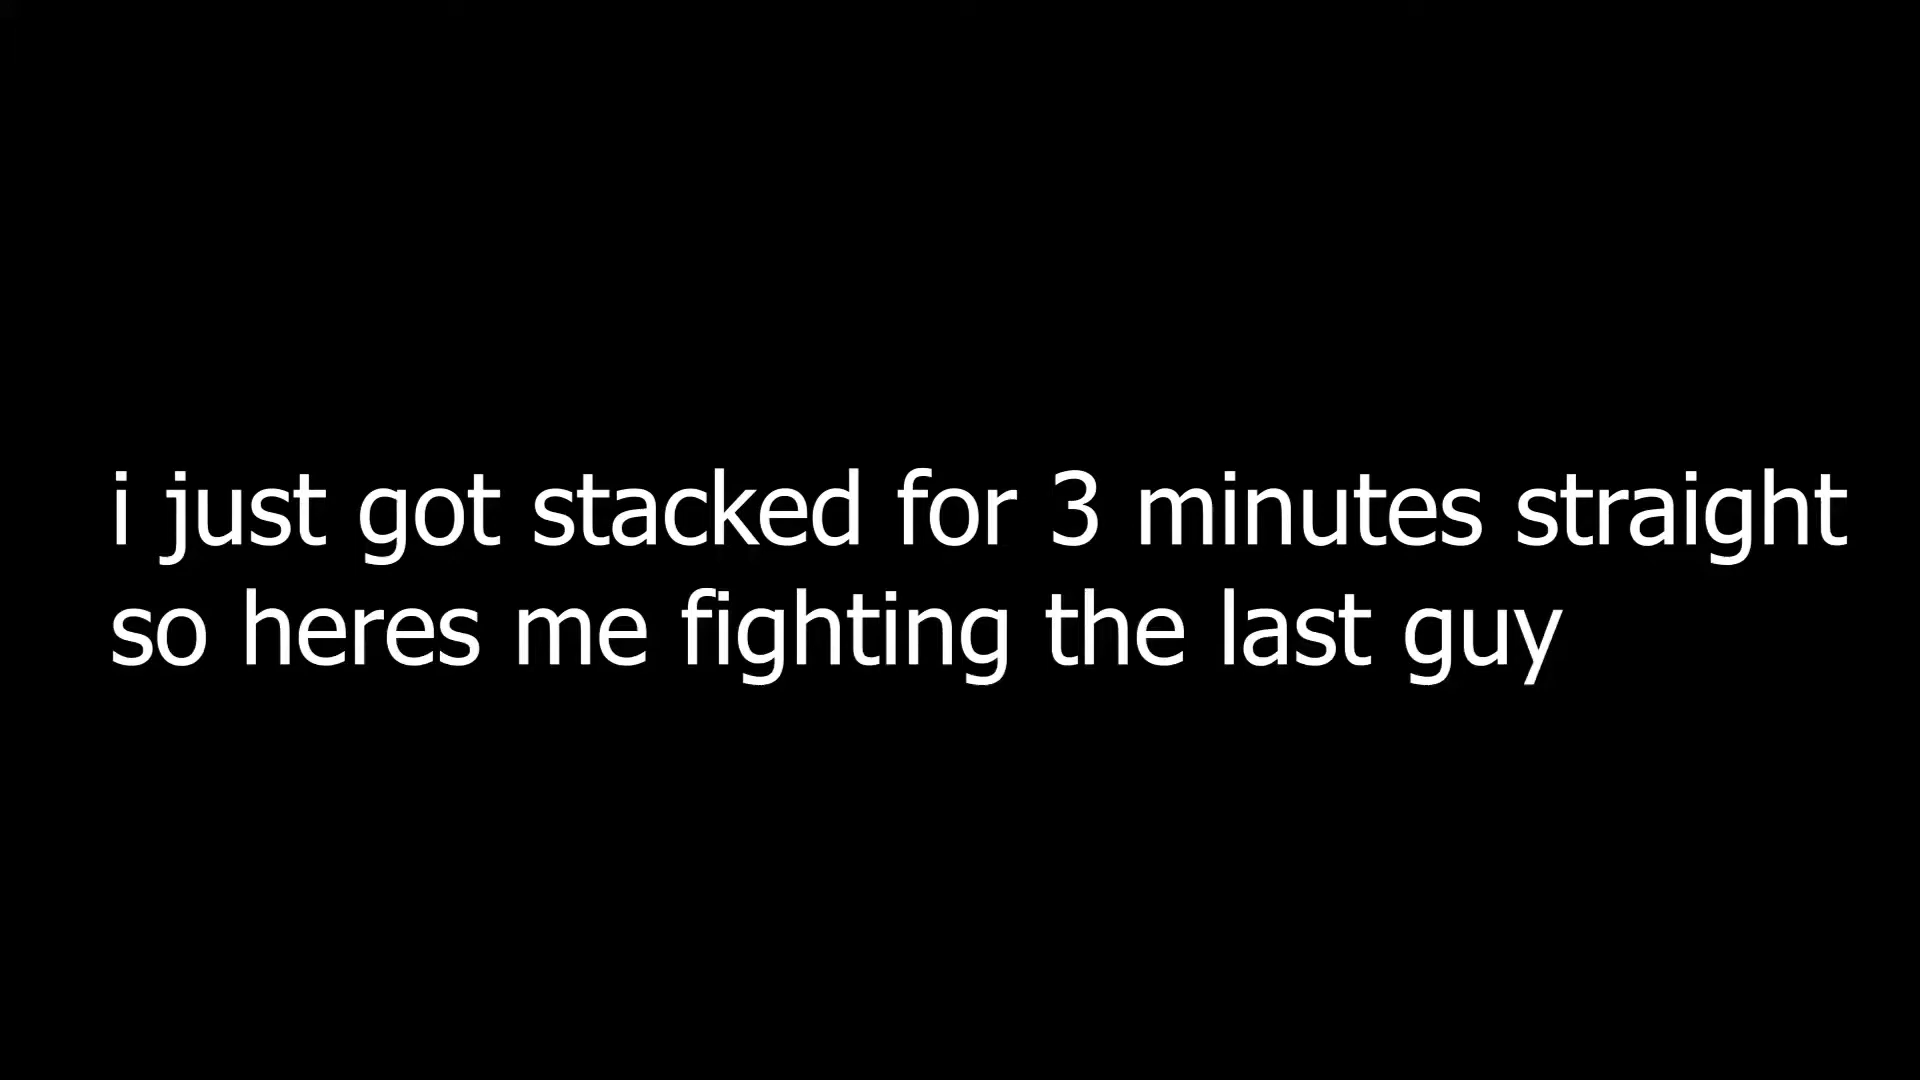 i just got stacked for 3 minutes straight
so heres me fighting the last guy